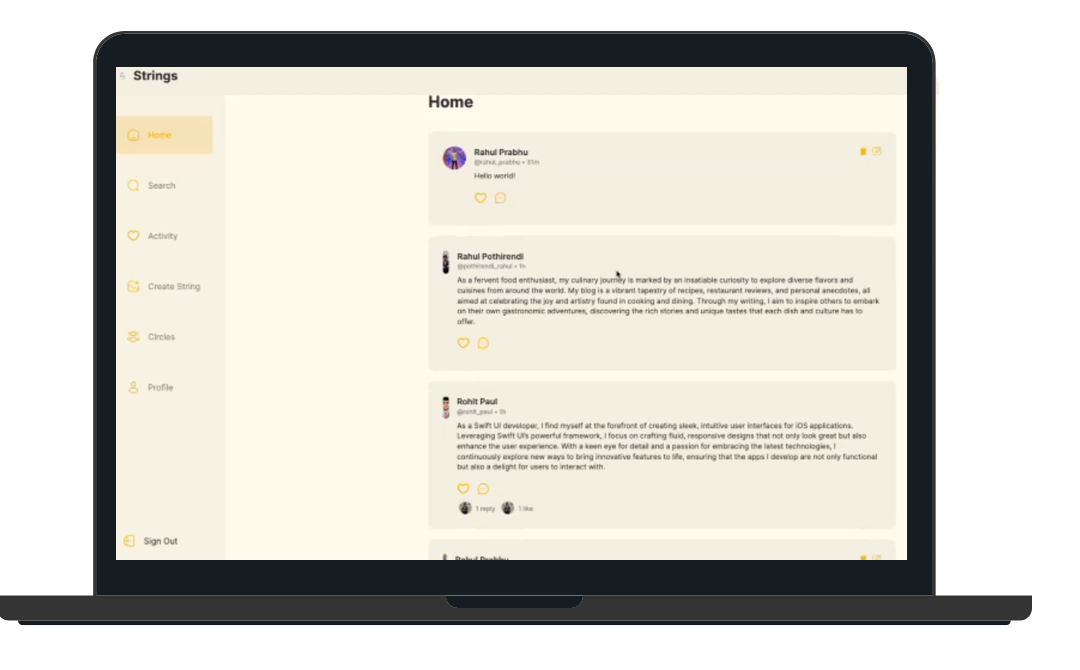 Strings
Home
Search
Activity
Create String
Circles
Profile
Sign Out
Home
Rahul Prabhu
@rahul_prabhu • 31m
Hello world!
Rahul Pothirendi
@pothirendi_rahul • 1h
As a fervent food enthusiast, my culinary journey is marked by an insatiable curiosity to explore diverse flavors and
cuisines from around the world. My blog is a vibrant tapestry of recipes, restaurant reviews, and personal anecdotes, all
aimed at celebrating the joy and artistry found in cooking and dining. Through my writing, I aim to inspire others to embark
on their own gastronomic adventures, discovering the rich stories and unique tastes that each dish and culture has to
offer.
Rohit Paul
@rohit_paul • 1h
As a Swift UI developer, I find myself at the forefront of creating sleek, intuitive user interfaces for iOS applications.
Leveraging Swift UI's powerful framework, I focus on crafting fluid, responsive designs that not only look great but also
enhance the user experience. With a keen eye for detail and a passion for embracing the latest technologies, I
continuously explore new ways to bring innovative features to life, ensuring that the apps I develop are not only functional
but also a delight for users to interact with.
1 reply 1 like
Rahul Prabhu